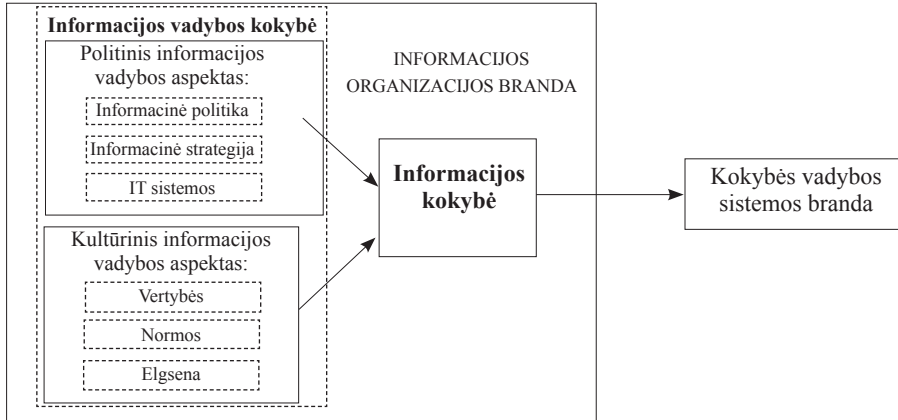 Informacijos vadybos kokybė
Politinis informacijos
vadybos aspektas:
Informacinė politika
Informacinė strategija
IT sistemos
Kultūrinis informacijos
vadybos aspektas:
Vertybės
Normos
Elgsena
INFORMACIJOS
ORGANIZACIJOS BRANDA
Informacijos
kokybė
Kokybės vadybos
sistemos branda